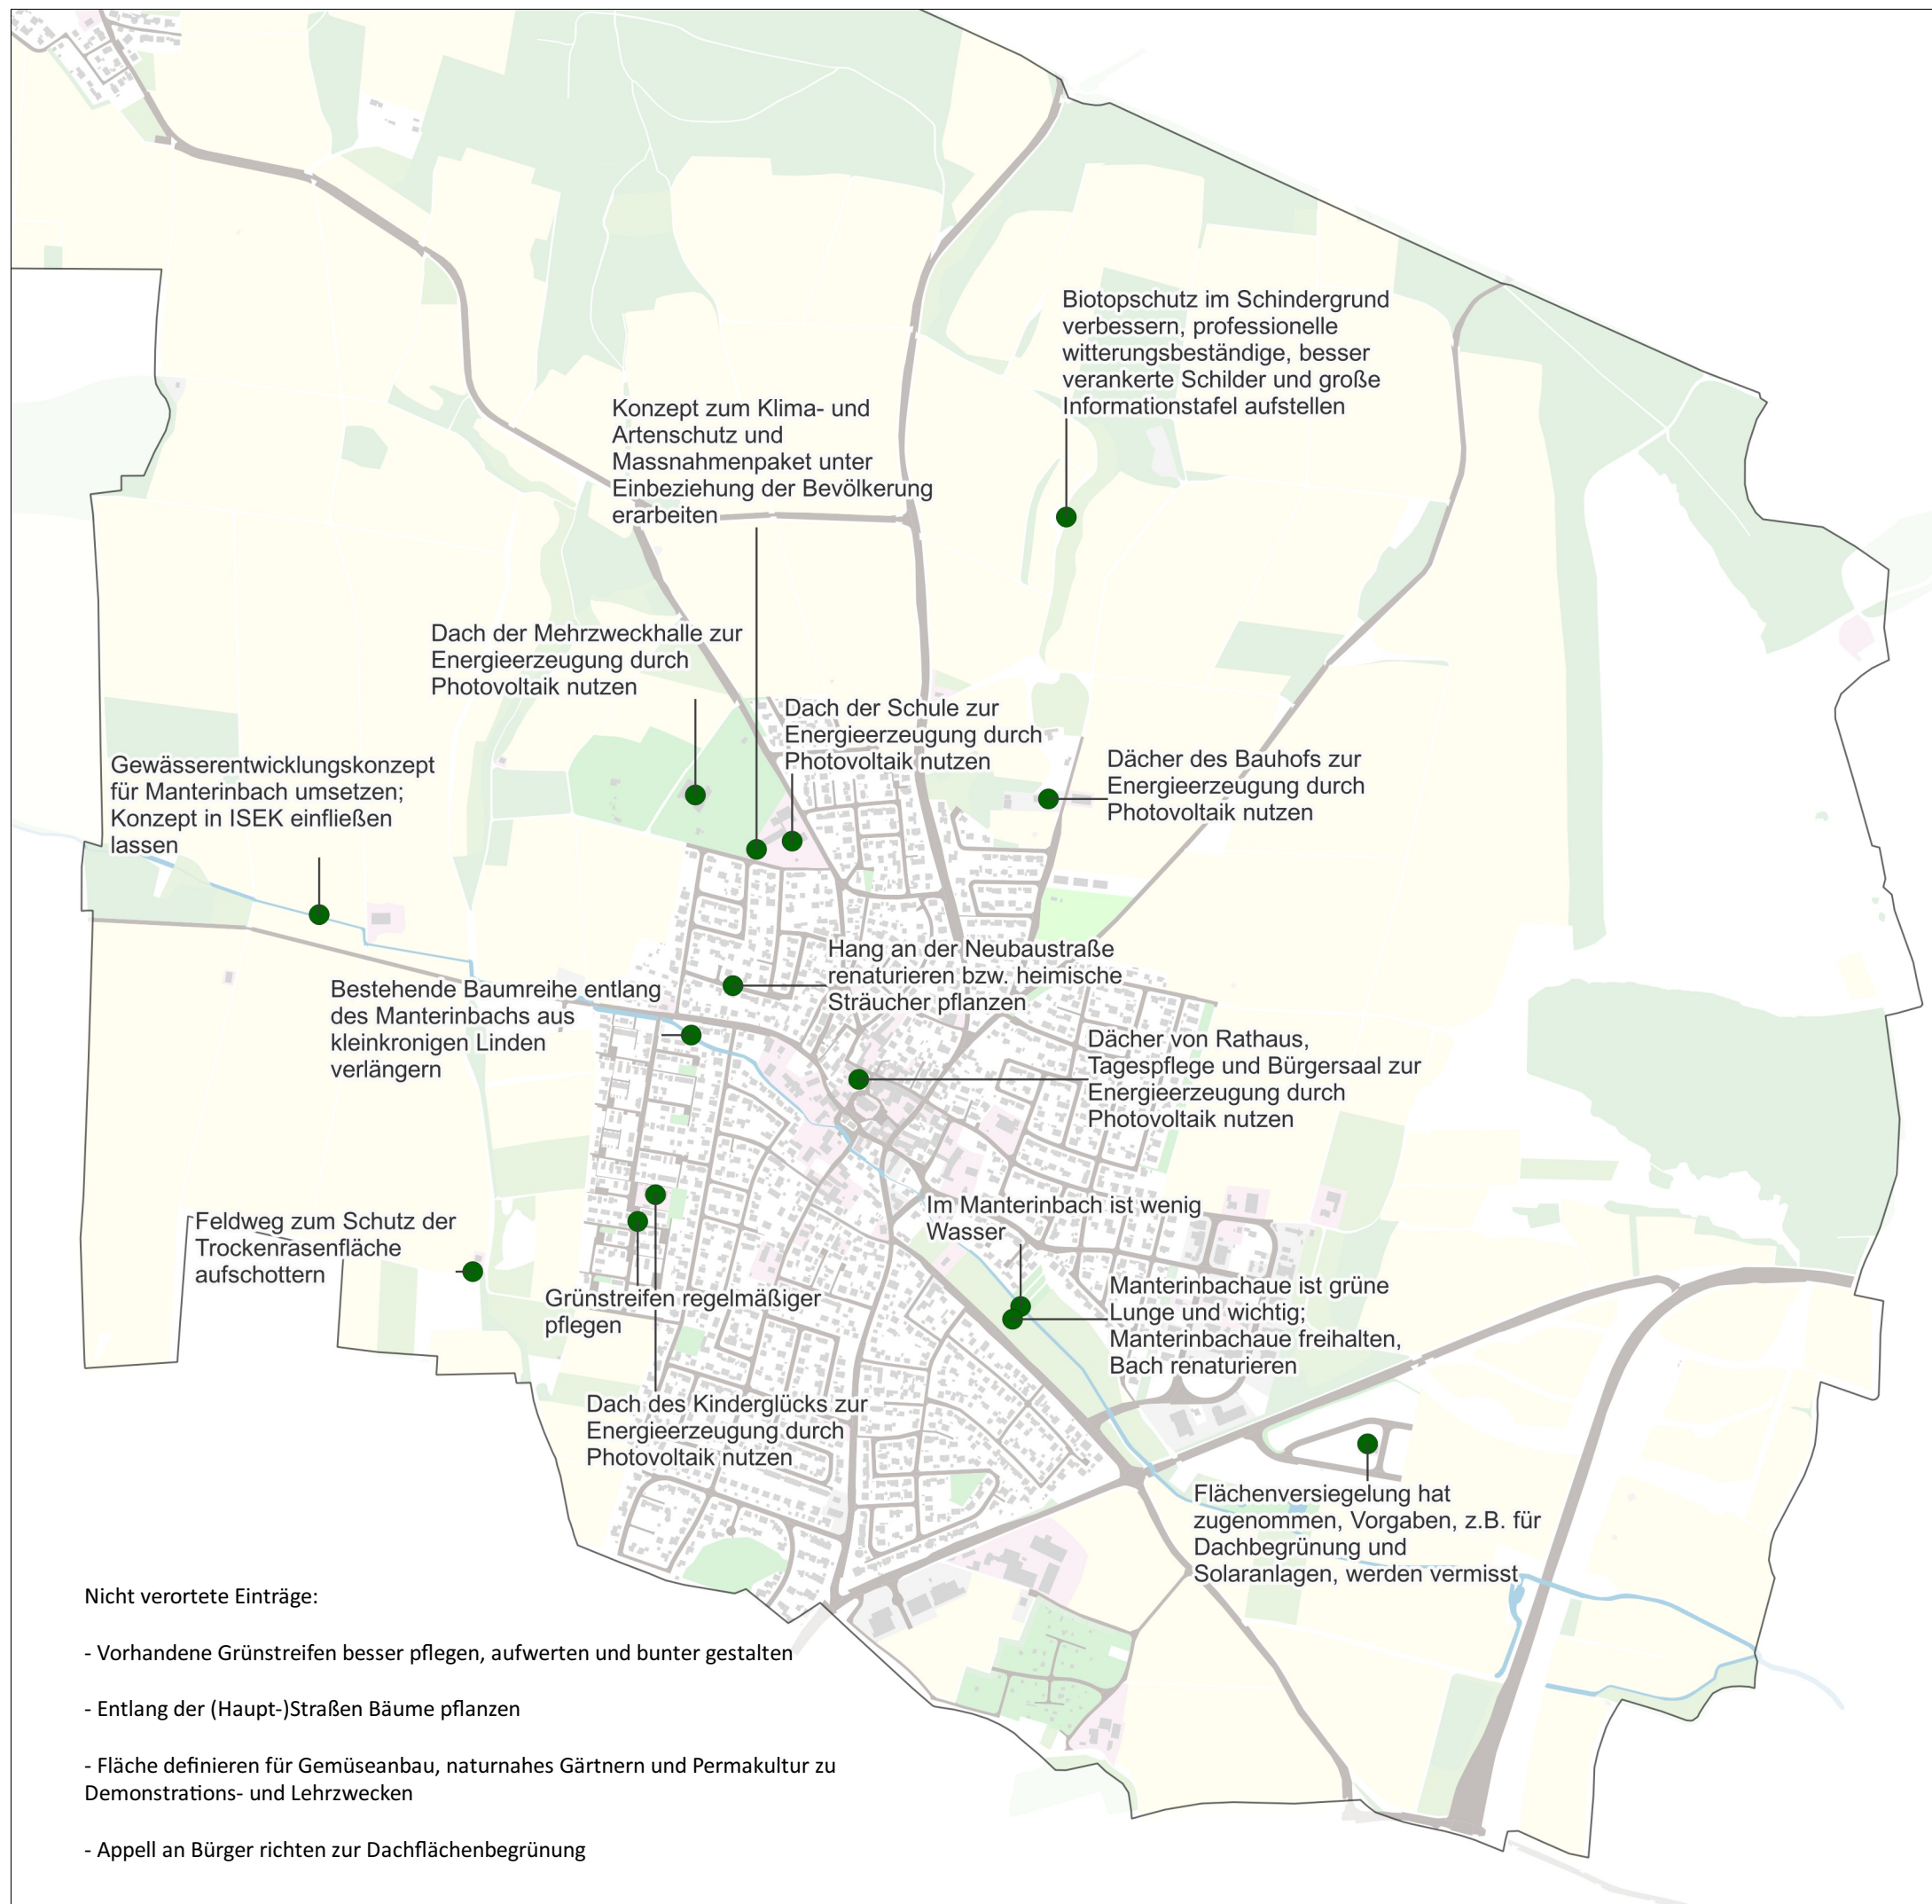 Biotopschutz im Schindergrund
verbessern, professionelle
witterungsbeständige, besser
verankerte Schilder und große
Informationstafel aufstellen
Konzept zum Klima- und
Artenschutz und
Massnahmenpaket unter
Einbeziehung der Bevölkerung
erarbeiten
Dach der Mehrzweckhalle zur
Energieerzeugung durch
Photovoltaik nutzen
Dach der Schule zur
Energieerzeugung durch
Photovoltaik nutzen
Dächer des Bauhofs zur
Energieerzeugung durch
Photovoltaik nutzen
Gewässerentwicklungskonzept
für Manterinbach umsetzen;
Konzept in ISEK einfließen
lassen
Hang an der Neubaustraße
renaturieren bzw. heimische
Sträucher pflanzen
Bestehende Baumreihe entlang
des Manterinbachs aus
kleinkronigen Linden
verlängern
Dächer von Rathaus,
Tagespflege und Bürgersaal zur
Energieerzeugung durch
Photovoltaik nutzen
Im Manterinbach ist wenig
Wasser
Feldweg zum Schutz der
Trockenrasenfläche
aufschottern
Grünstreifen regelmäßiger
pflegen
Manterinbachaue ist grüne
Lunge und wichtig;
Manterinbachaue freihalten,
Bach renaturieren
Dach des Kinderglücks zur
Energieerzeugung durch
Photovoltaik nutzen
Flächenversiegelung hat
zugenommen, Vorgaben, z.B. für
Dachbegrünung und
Solaranlagen, werden vermisst
Nicht verortete Einträge:
- Vorhandene Grünstreifen besser pflegen, aufwerten und bunter gestalten
- Entlang der (Haupt-)Straßen Bäume pflanzen
- Fläche definieren für Gemüseanbau, naturnahes Gärtnern und Permakultur zu
Demonstrations- und Lehrzwecken
- Appell an Bürger richten zur Dachflächenbegrünung